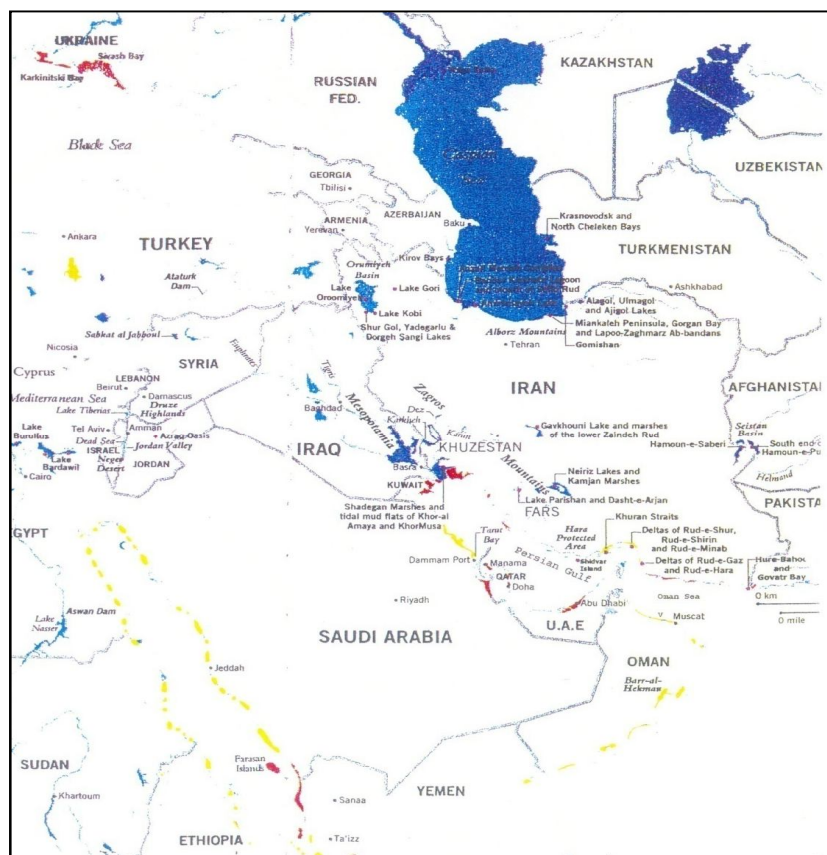 UKRAINE
Sivash Bay
Karkinitski Bay
RUSSIAN
FED.
KAZAKHSTAN
Black Sea
Caspian
Sea
UZBEKISTAN
GEORGIA
Tbilisi
ARMENIA
Yerevan
AZERBAIJAN
Baku
Krasnovodsk and
North Cheleken Bays
TURKMENISTAN
Ankara
TURKEY
Ataturk
Dam
Orumiyeh
Basin
Kirov Bays
Lake
Oroomiyeh
Lake Gori
Lake Kobi
Shur Gol, Yadegarlu &
Dorgeh Sangi Lakes
Ashkhabad
Alagol, Ulmagol
and Ajigol Lakes
Alborz Mountains
Miankaleh Peninsula, Gorgan Bay
and Lapoo-Zaghmarz Ab-bandans
Gomishan
Tehran
Sabkat al Jabboul
Nicosia
Cyprus
SYRIA
Euphrates
LEBANON
Beirut
Mediterranean Sea
Damascus
Druze
Highlands
Lake Tiberias
Tigris
Baghdad
Mesopotamia
Zagros
Mountains
IRAN
AFGHANISTAN
Lake
Burullus
Tel Aviv
Amman
Azraq Oasis
Dead Sea
Jordan Valley
ISRAEL
Neger
Desert
JORDAN
Lake
Bardawil
Cairo
IRAQ
Dez
Karkheh
Karun
KHUZESTAN
Basra
KUWAIT
Gavkhouni Lake and marshes
of the lower Zaindeh Rud
Seistan
Basin
Hamoun-e-Saberi
South end
Hamoun-e-Pu
Helmand
Neiriz Lakes and
Kamjan Marshes
Shadegan Marshes and
tidal mud flats of Khor-al
Amaya and KhorMusa
Lake Parishan and Dasht-e-Arjan
FARS
PAKISTA
EGYPT
Tarut
Bay
Dammam Port
Manama
QATAR
Doha
Persian Gulf
Hara
Protected
Area
Khuran Straits
Shidvar
Island
Deltas of Rud-e-Shur,
Rud-e-Shirin
and Rud-e-Minab
Deltas of Rud-e-Gaz
and Rud-e-Hara
Hure-Bahou
and
Govatr Bay
Oman Sea
0 km
0 mile
Lake
Nasser
Aswan Dam
Riyadh
Abu Dhabi
U.A.E
Muscat
SAUDI ARABIA
OMAN
Barr-al-
Hekman
Jeddah
SUDAN
Farasan
Islands
Khartoum
Sanaa
YEMEN
ETHIOPIA
Ta'izz